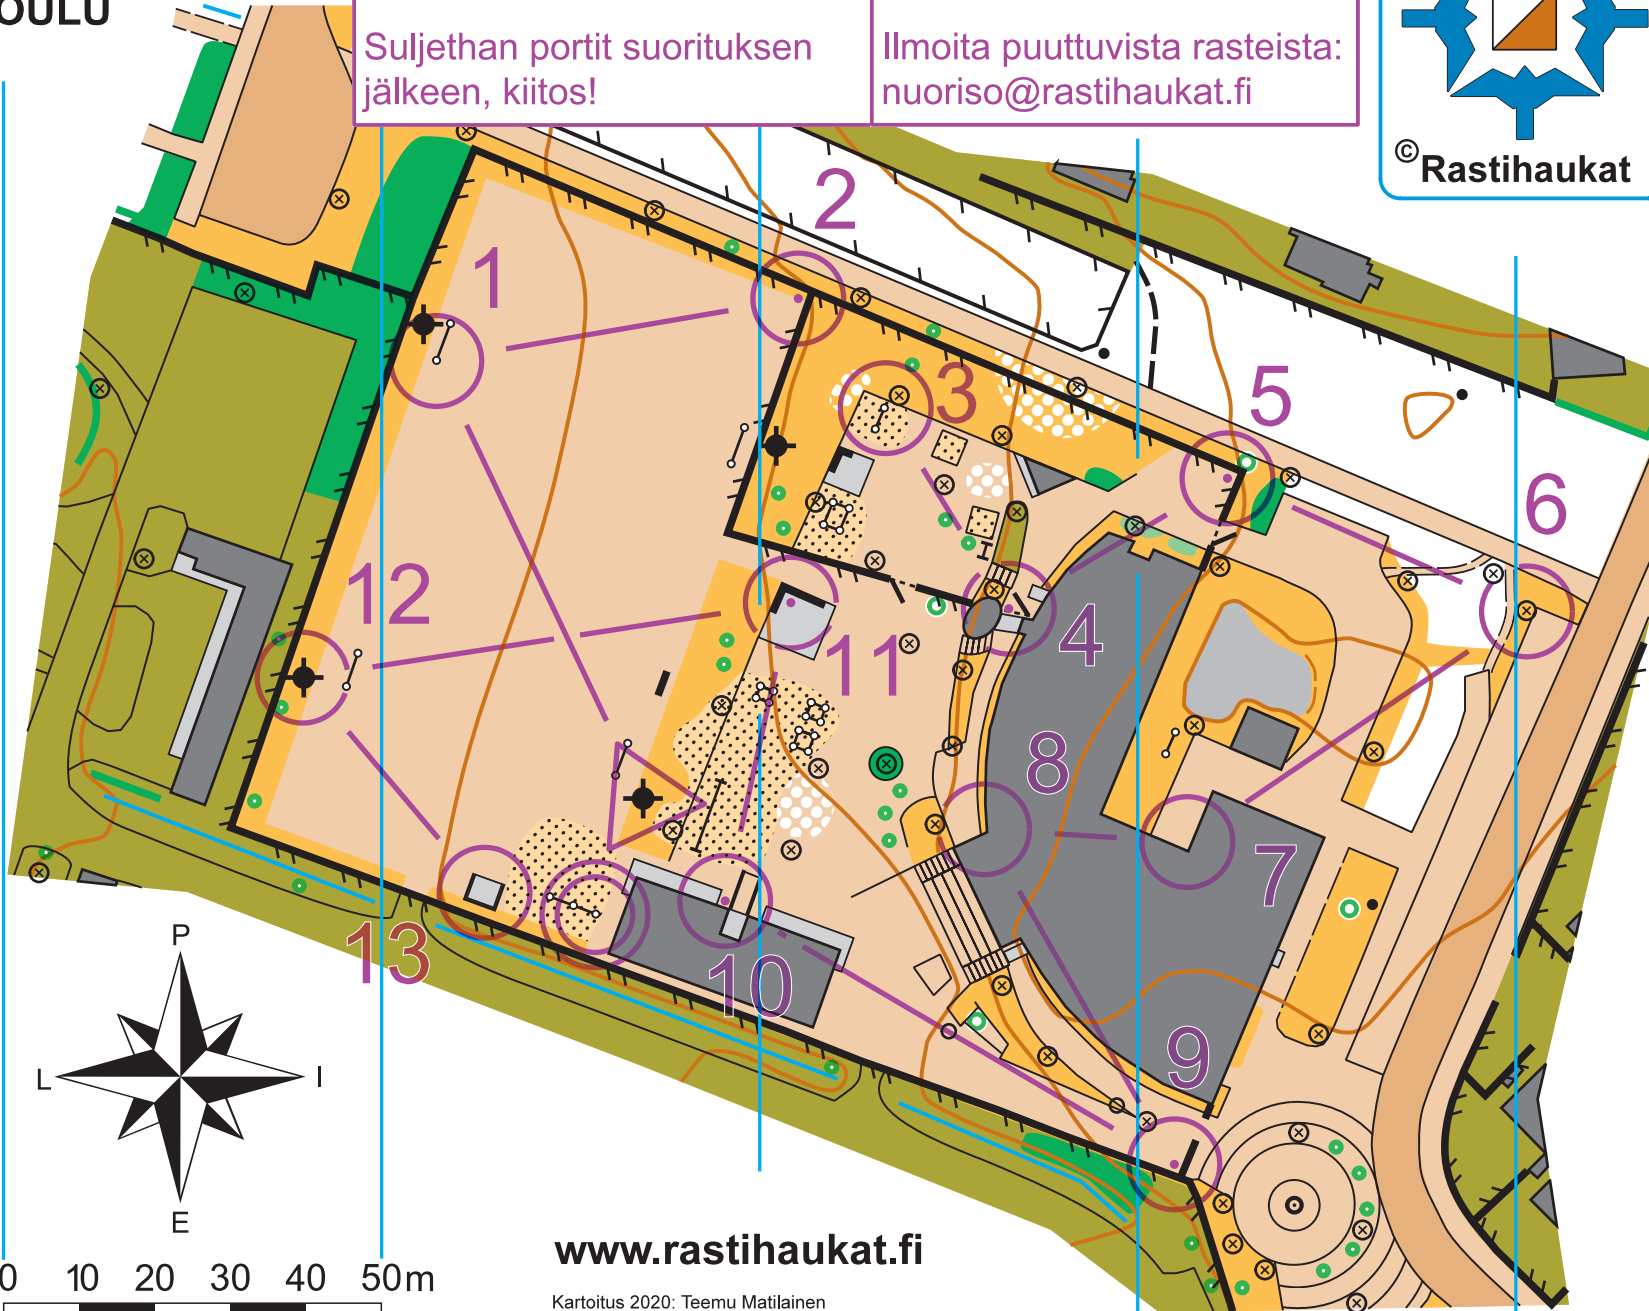 OULU
Suljethan portit suorituksen
jälkeen, kiitos!
Ilmoita puuttuvista rasteista:
nuoriso@rastihaukat.fi
©Rastihaukat
1
2
3
4
5
6
7
8
9
10
11
12
13
P
L
I
E
0 10 20 30 40 50m
www.rastihaukat.fi
Kartoitus 2020: Teemu Matilainen